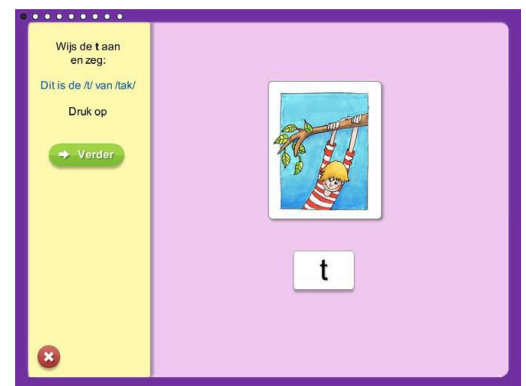 Wijs de t aan
en zeg:
Dit is de /t/ van /tak/
Druk op
Verder
t